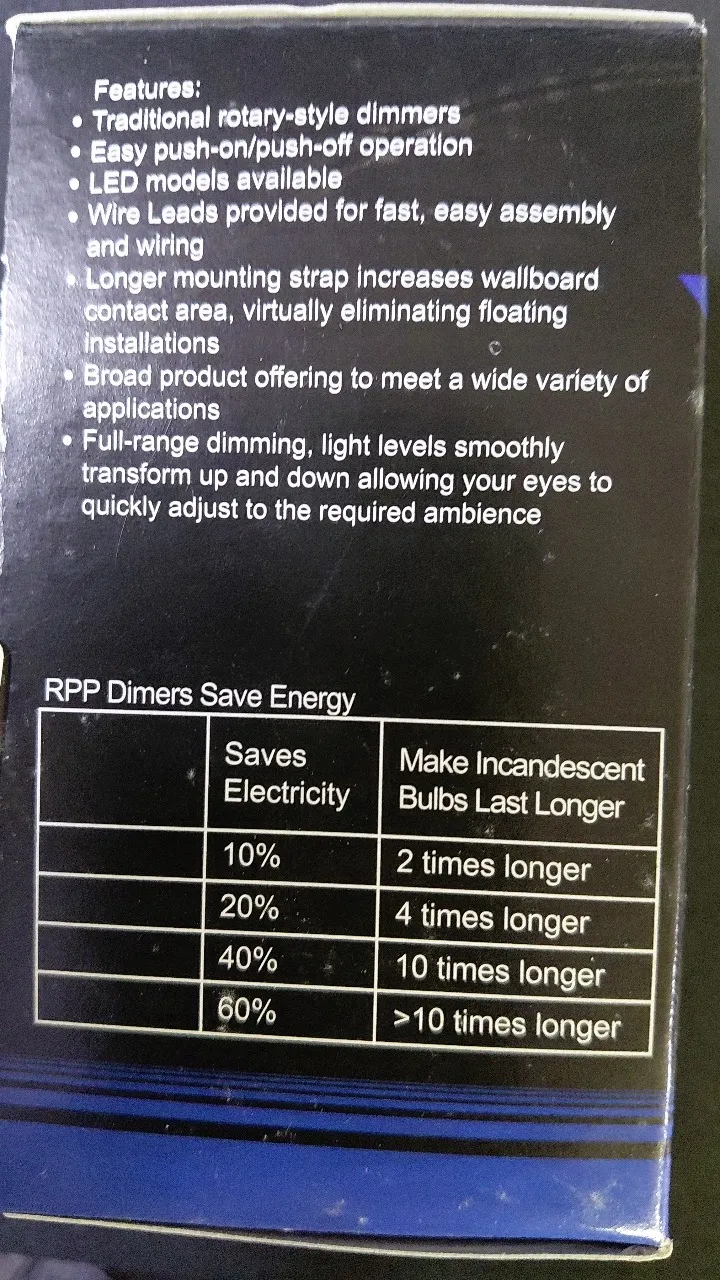 Features:
• Traditional rotary-style dimmers
• Easy push-on/push-off operation
• LED models available
• Wire Leads provided for fast, easy assembly
and wiring
• Longer mounting strap increases wallboard
contact area, virtually eliminating floating
installations
• Broad product offering to meet a wide variety of
applications
• Full-range dimming, light levels smoothly
transform up and down allowing your eyes to
quickly adjust to the required ambience
RPP Dimers Save Energy
Saves Electricity
Make Incandescent Bulbs Last Longer
10% 2 times longer
20% 4 times longer
40% 10 times longer
60% >10 times longer